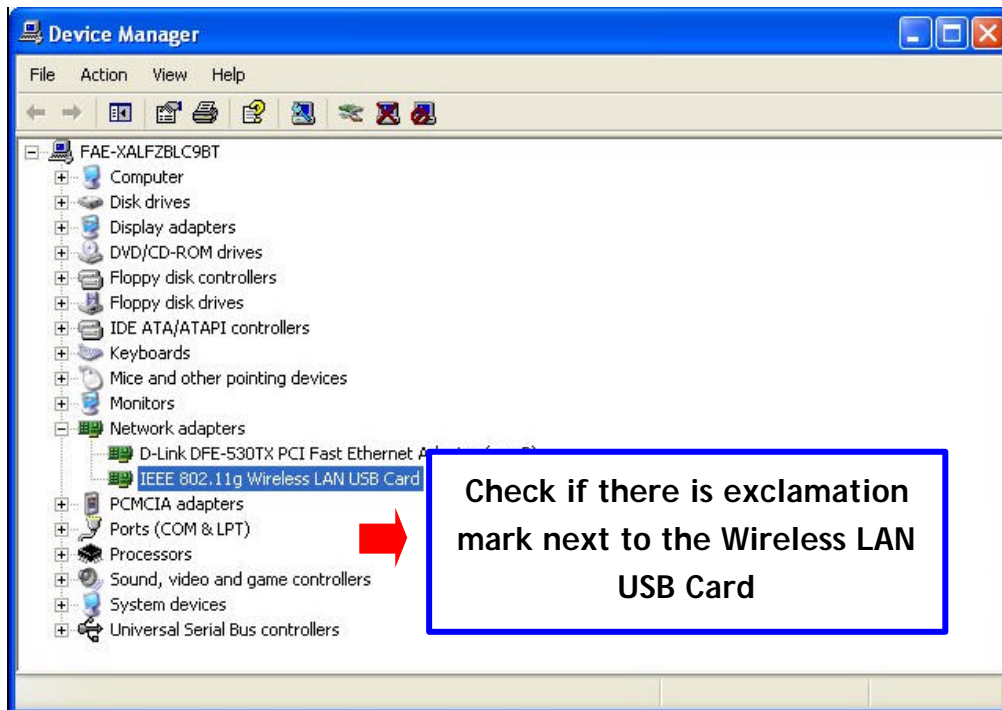 Device Manager
File Action View Help
FAE-XALFZBLC9BT
Computer
Disk drives
Display adapters
DVD/CD-ROM drives
Floppy disk controllers
Floppy disk drives
IDE ATA/ATAPI controllers
Keyboards
Mice and other pointing devices
Monitors
Network adapters
D-Link DFE-530TX PCI Fast Ethernet
IEEE 802.11g Wireless LAN USB Card
PCMCIA adapters
Ports (COM & LPT)
Processors
Sound, video and game controllers
System devices
Universal Serial Bus controllers
Check if there is exclamation
mark next to the Wireless LAN
USB Card